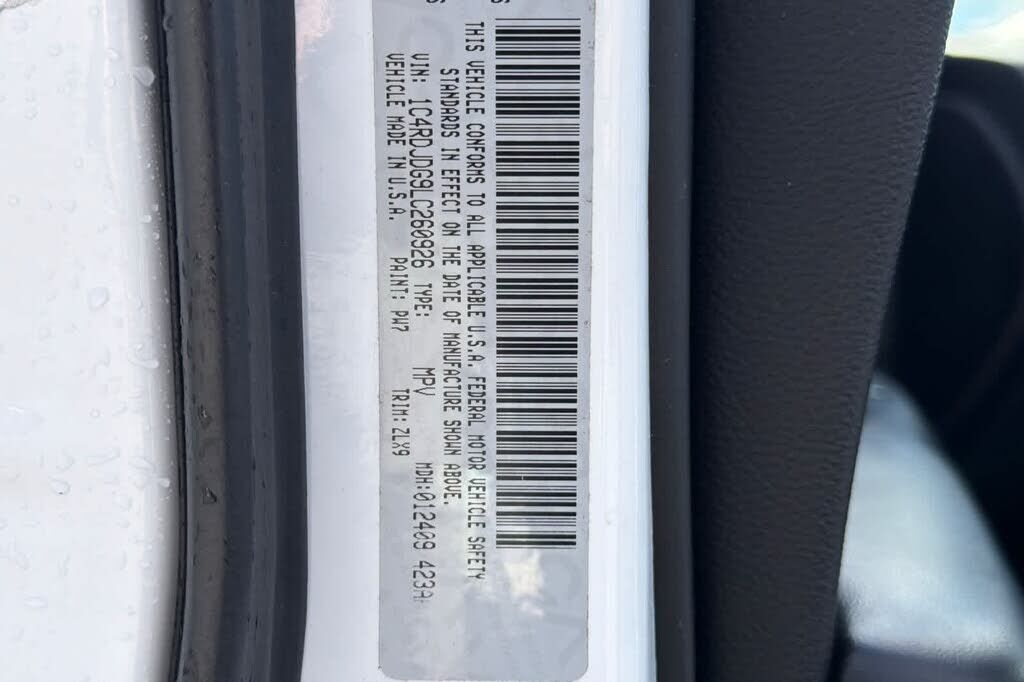 THIS VEHICLE CONFORMS TO ALL APPLICABLE U.S.A. FEDERAL MOTOR VEHICLE SAFETY
STANDARDS IN EFFECT ON THE DATE OF MANUFACTURE SHOWN ABOVE.
VIN: 1C4RDJDG9LC260926 TYPE: MPV MDH:012409 423A
VEHICLE MADE IN U.S.A. PAINT: PW7 TRIM: ZLX9